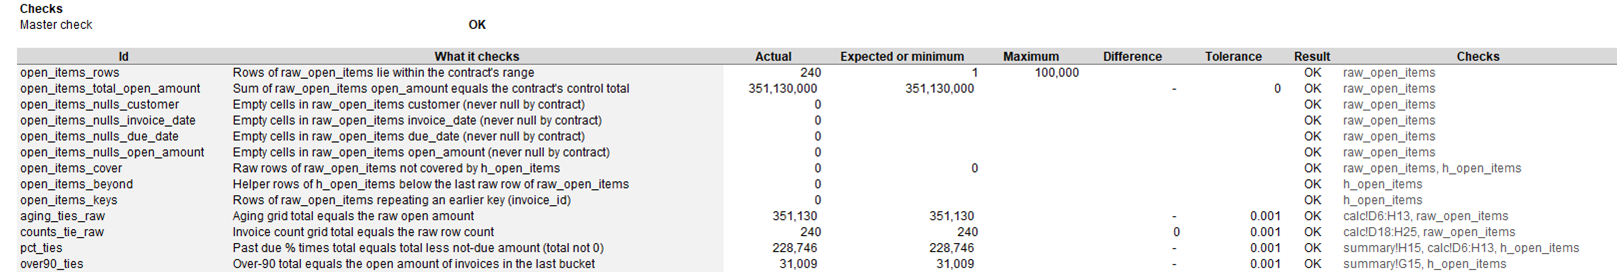 Checks
Master check OK
Id What it checks Actual Expected or minimum Maximum Difference Tolerance Result Checks
open_items_rows Rows of raw_open_items lie within the contract's range 240 1 100,000 OK raw_open_items
open_items_total_open_amount Sum of raw_open_items open_amount equals the contract's control total 351,130,000 351,130,000 - 0 OK raw_open_items
open_items_nulls_customer Empty cells in raw_open_items customer (never null by contract) 0 OK raw_open_items
open_items_nulls_invoice_date Empty cells in raw_open_items invoice_date (never null by contract) 0 OK raw_open_items
open_items_nulls_due_date Empty cells in raw_open_items due_date (never null by contract) 0 OK raw_open_items
open_items_nulls_open_amount Empty cells in raw_open_items open_amount (never null by contract) 0 OK raw_open_items
open_items_cover Raw rows of raw_open_items not covered by h_open_items 0 0 OK raw_open_items, h_open_items
open_items_beyond Helper rows of h_open_items below the last raw row of raw_open_items 0 OK h_open_items
open_items_keys Rows of raw_open_items repeating an earlier key (invoice_id) 0 OK h_open_items
aging_ties_raw Aging grid total equals the raw open amount 351,130 351,130 - 0.001 OK calc!D6:H13, raw_open_items
counts_tie_raw Invoice count grid total equals the raw row count 240 240 0 0.001 OK calc!D18:H25, raw_open_items
pct_ties Past due % times total equals total less not-due amount (total not 0) 228,746 228,746 - 0.001 OK summary!H15, calc!D6:H13, h_open_items
over90_ties Over-90 total equals the open amount of invoices in the last bucket 31,009 31,009 - 0.001 OK summary!G15, h_open_items